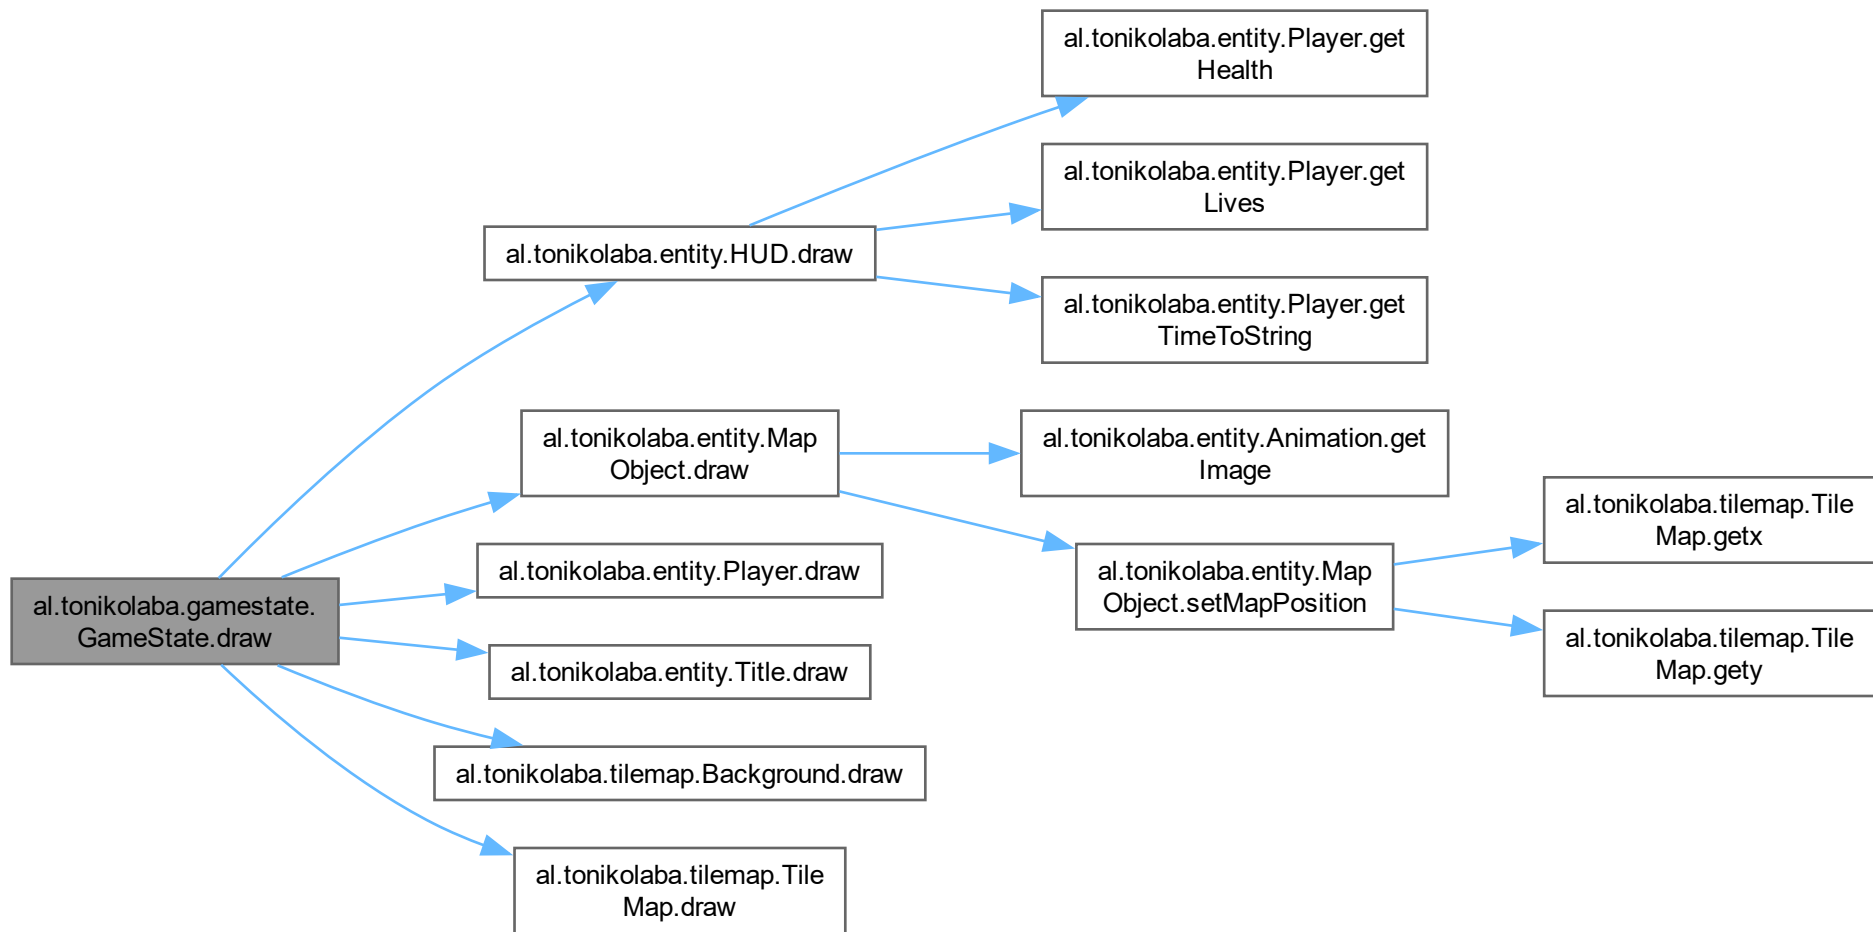 al.tonikolaba.entity.Player.get
Health
al.tonikolaba.entity.Player.get
Lives
al.tonikolaba.entity.HUD.draw
al.tonikolaba.entity.Player.get
TimeToString
al.tonikolaba.entity.Map
Object.draw
al.tonikolaba.entity.Animation.get
Image
al.tonikolaba.tilemap.Tile
Map.getx
al.tonikolaba.entity.Player.draw
al.tonikolaba.entity.Map
Object.setMapPosition
al.tonikolaba.gamestate.
GameState.draw
al.tonikolaba.tilemap.Tile
Map.gety
al.tonikolaba.entity.Title.draw
al.tonikolaba.tilemap.Background.draw
al.tonikolaba.tilemap.Tile
Map.draw